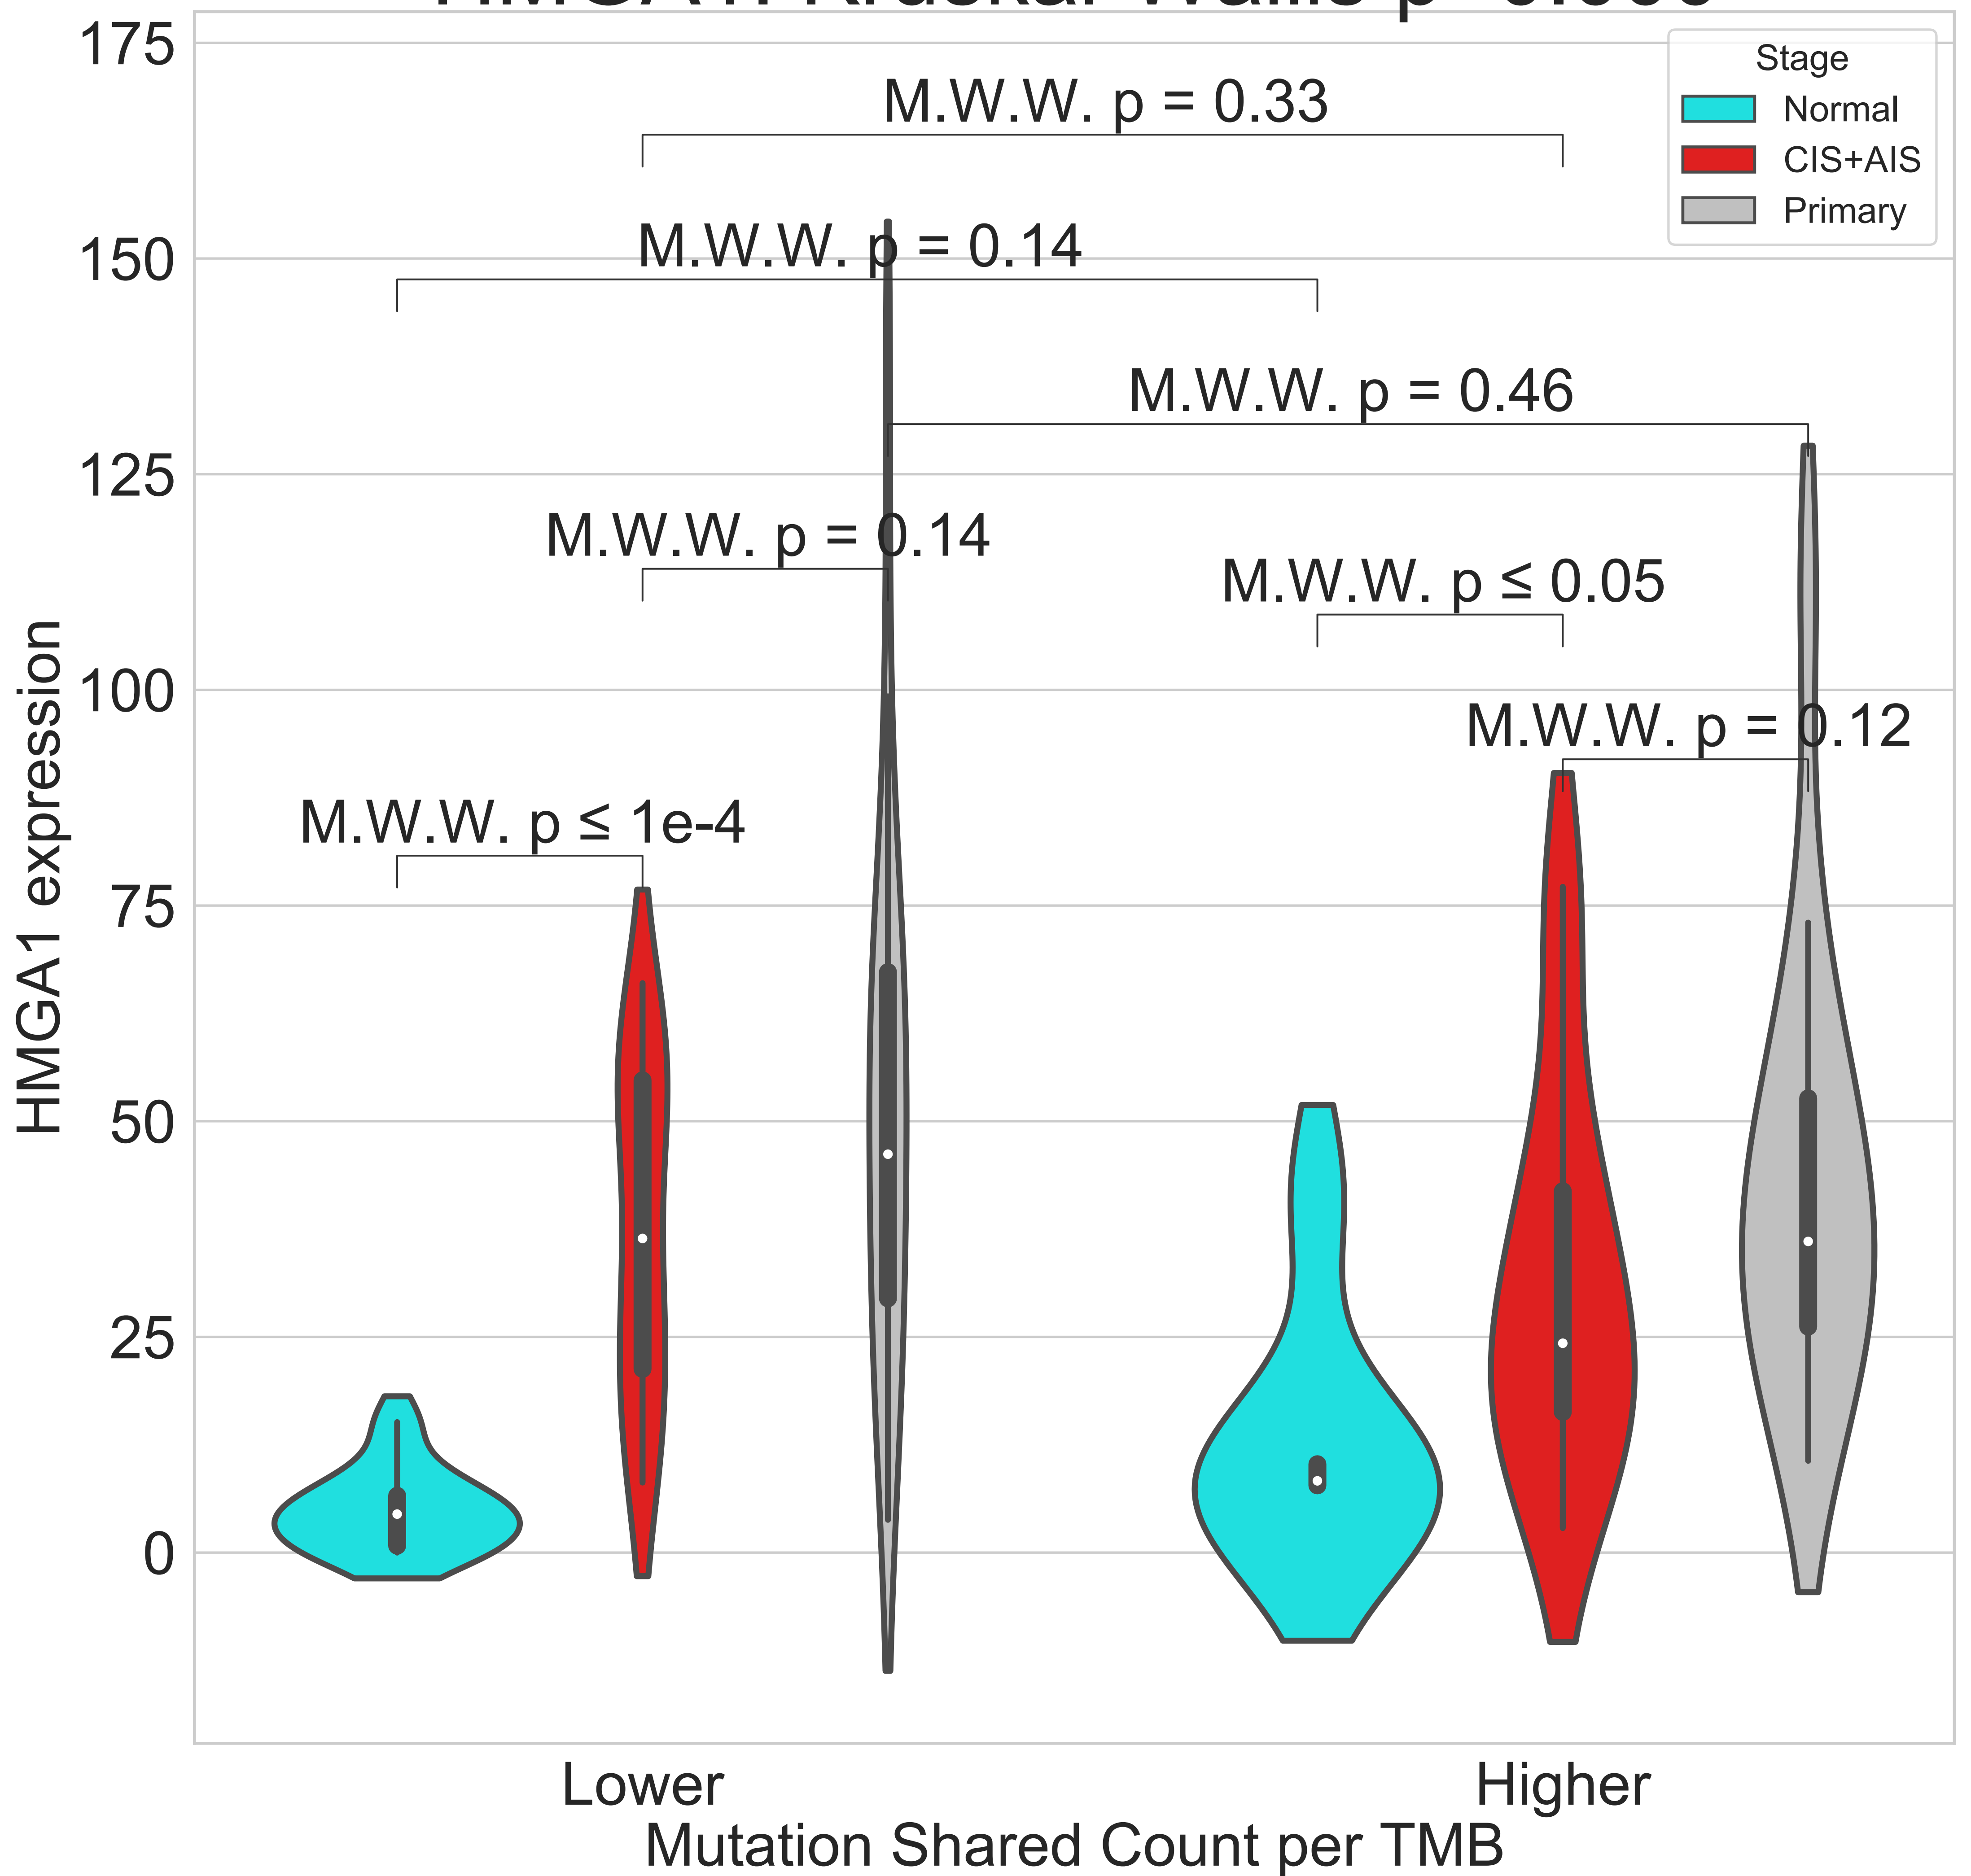 175
150
125
100
75
50
25
0
HMGA1 expression
Stage
Normal
CIS+AIS
Primary
M.W.W. p = 0.33
M.W.W. p = 0.14
M.W.W. p = 0.46
M.W.W. p = 0.14
M.W.W. p ≤ 0.05
M.W.W. p = 0.12
M.W.W. p ≤ 1e-4
Lower
Higher
Mutation Shared Count per TMB